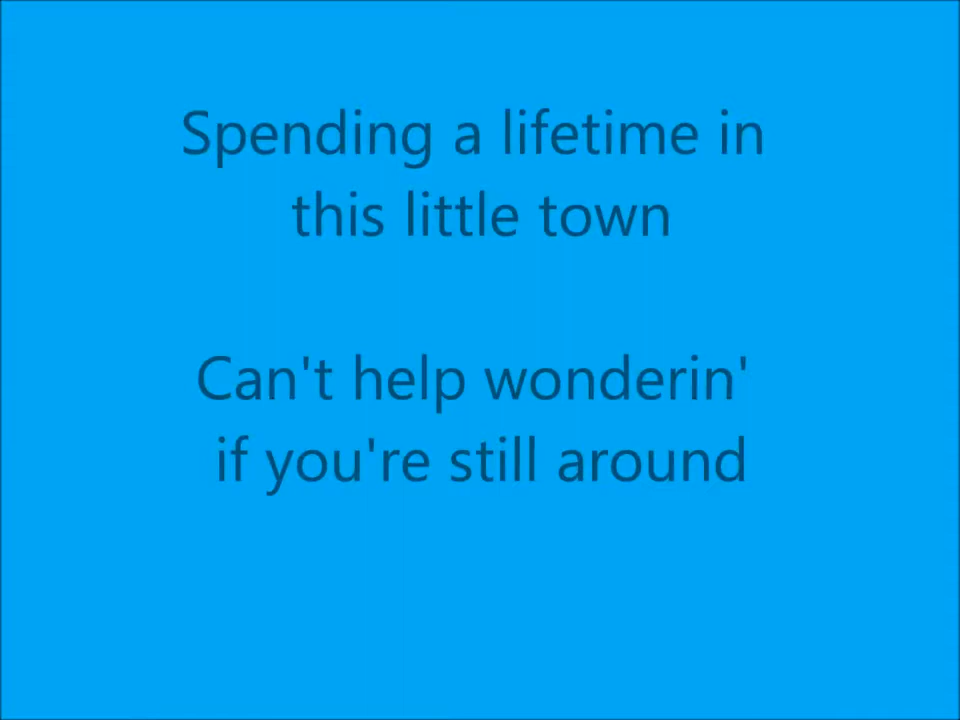 Spending a lifetime in
this little town
Can't help wonderin'
if you're still around